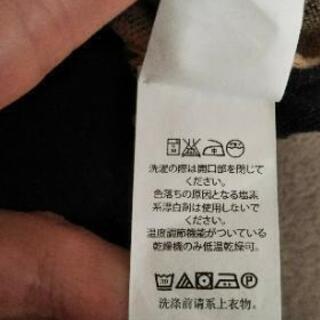 洗濯の際は開口部を閉じて
ください。
色落ちの原因となる塩素
系漂白剤は使用しないで
ください。
温度調節機能がついている
乾燥機のみ低温乾燥可。
洗涤前请系上衣物。